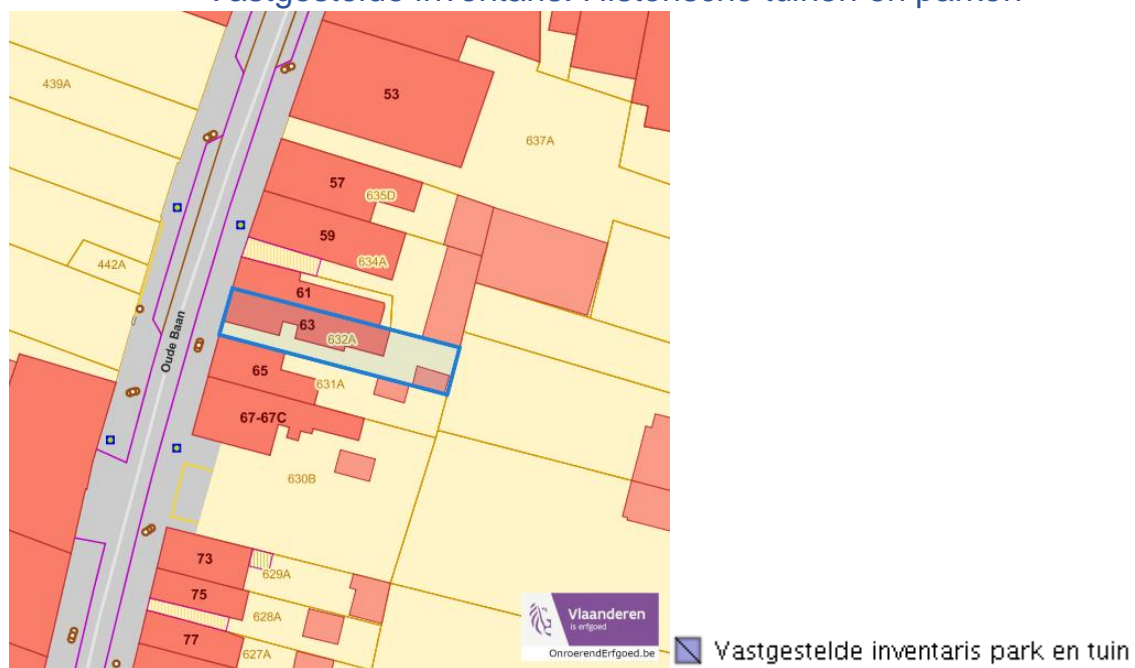 Vastgestelde inventaris: Historische tuinen en parken
439A
53
637A
57
635D
59
634A
442A
61
63
632A
Oude Baan
65
631A
67-67C
630B
73
629A
75
628A
77
627A
Vlaanderen
is erfgoed
OnroerendErfgoed.be
Vastgestelde inventaris park en tuin